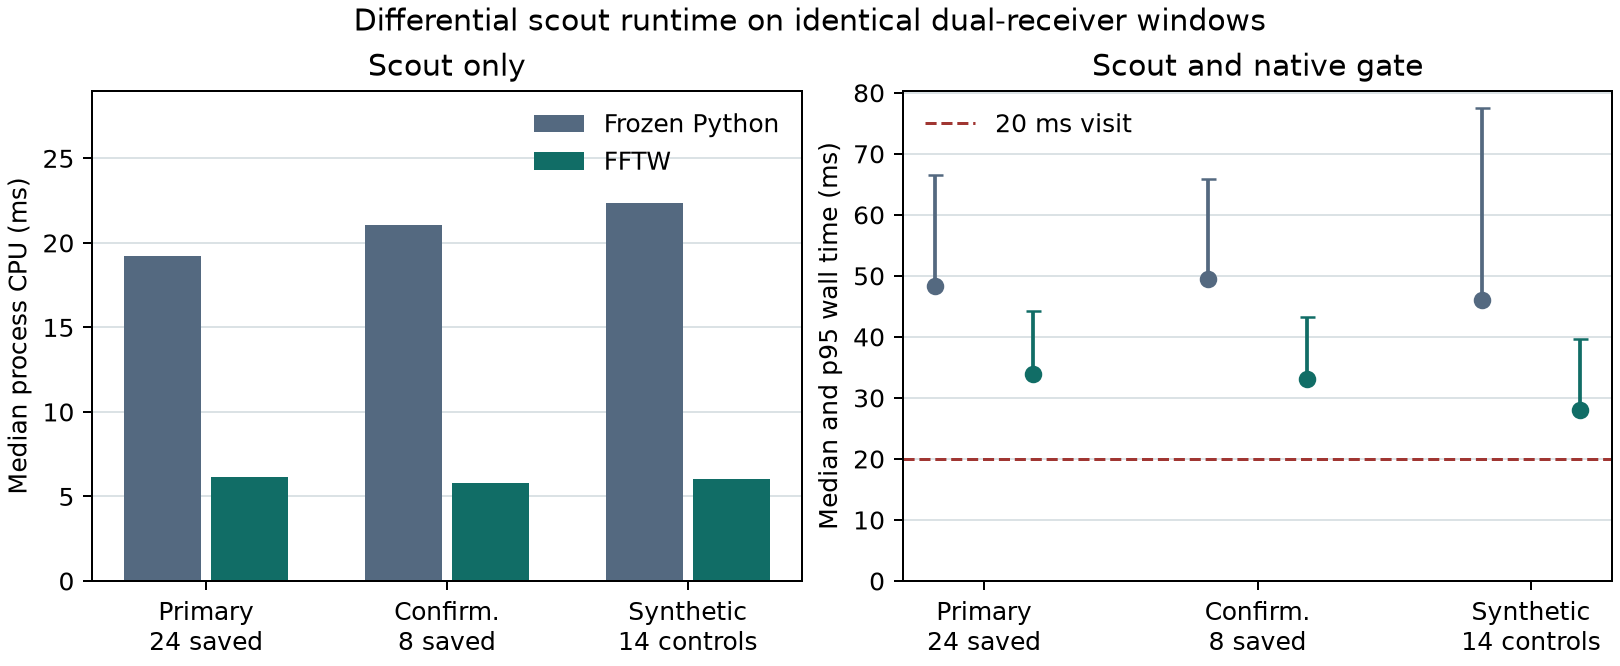 Differential scout runtime on identical dual-receiver windows
Scout only
Median process CPU (ms)
25
20
15
10
5
0
Frozen Python
FFTW
Primary
24 saved
Confirm.
8 saved
Synthetic
14 controls
Scout and native gate
Median and p95 wall time (ms)
80
70
60
50
40
30
20
10
0
20 ms visit
Primary
24 saved
Confirm.
8 saved
Synthetic
14 controls